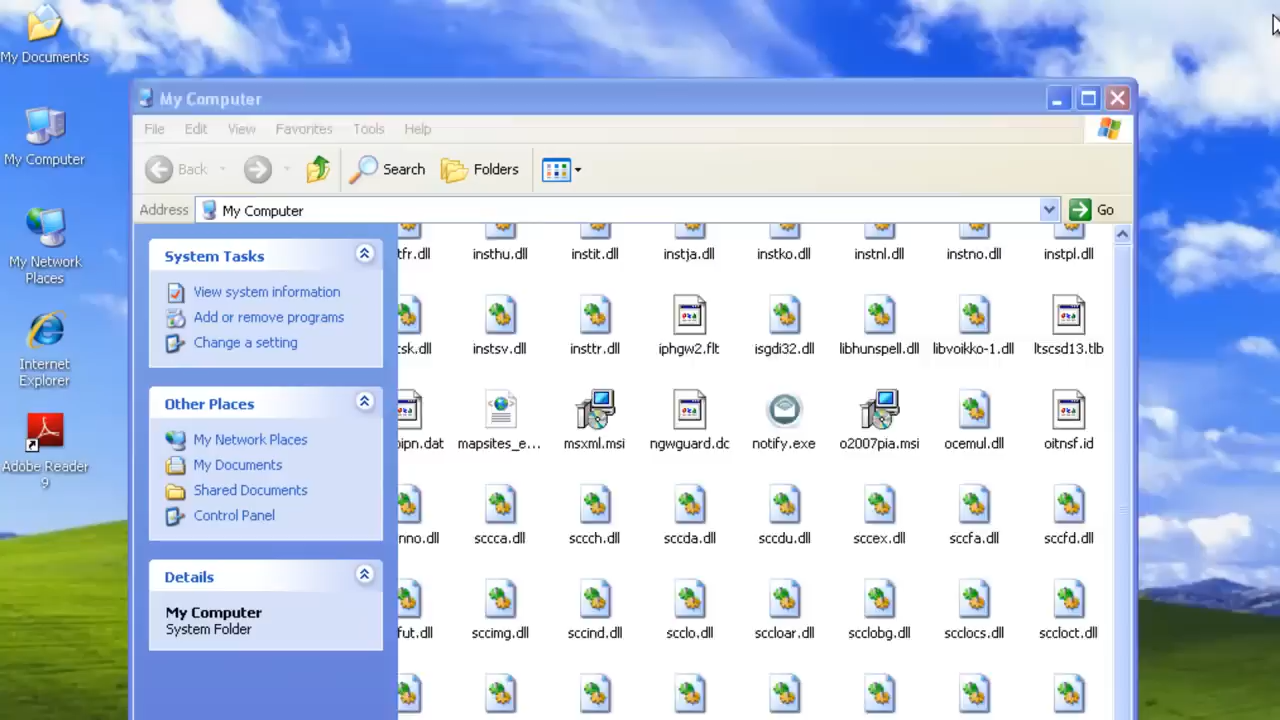 My Documents
My Computer
My Network
Places
Internet
Explorer
Adobe Reader
9
My Computer
File Edit View Favorites Tools Help
Back Search Folders
Address My Computer Go
System Tasks
View system information
Add or remove programs
Change a setting
Other Places
My Network Places
My Documents
Shared Documents
Control Panel
Details
My Computer
System Folder
tfr.dll insthu.dll instit.dll instja.dll instko.dll instnl.dll instno.dll instpl.dll
tsk.dll instsv.dll insttr.dll iphgw2.flt isgdi32.dll libhunspell.dll libvoikko-1.dll ltscsd13.tlb
pipn.dat mapsites_e... msxml.msi ngwguard.dc notify.exe o2007pia.msi ocemul.dll oitnsf.id
nno.dll sccca.dll sccch.dll sccda.dll sccdu.dll sccex.dll sccfa.dll sccfd.dll
fut.dll sccimg.dll sccind.dll scclo.dll sccloar.dll scclobg.dll scclocs.dll sccloct.dll